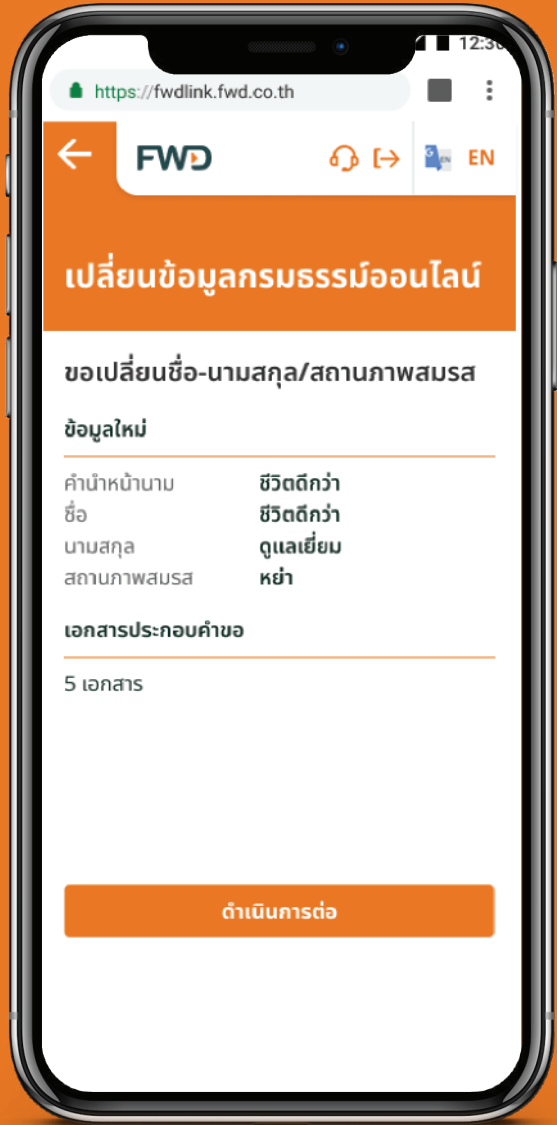 12:30
https://fwdlink.fwd.co.th
FWD
G EN
EN
เปลี่ยนข้อมูลกรมธรรม์ออนไลน์
ขอเปลี่ยนชื่อ-นามสกุล/สถานภาพสมรส
ข้อมูลใหม่
คำนำหน้านาม ชีวิตดีกว่า
ชื่อ ชีวิตดีกว่า
นามสกุล ดูแลเยี่ยม
สถานภาพสมรส หย่า
เอกสารประกอบคำขอ
5 เอกสาร
ดำเนินการต่อ